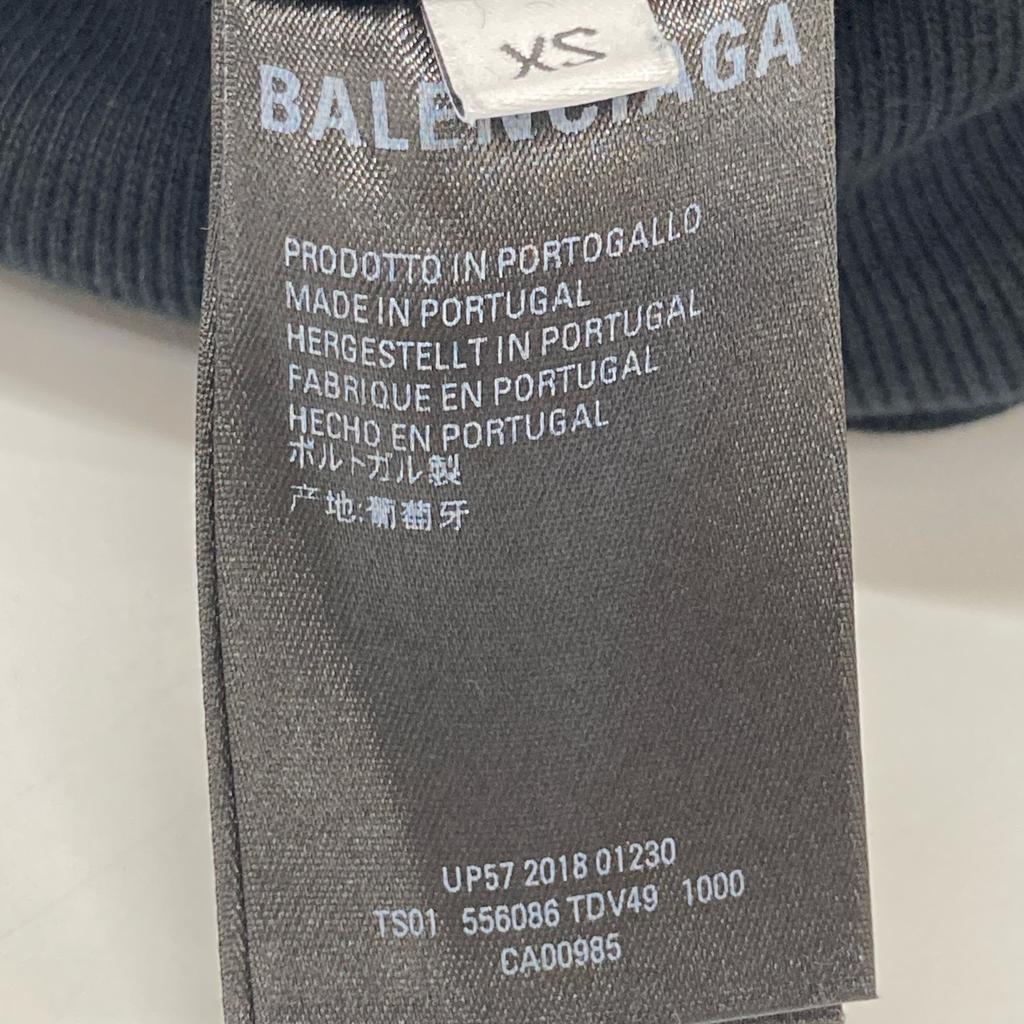 XS
BALENCIAGA
PRODOTTO IN PORTOGALLO
MADE IN PORTUGAL
HERGESTELLT IN PORTUGAL
FABRIQUE EN PORTUGAL
HECHO EN PORTUGAL
ポルトガル製
产地:葡萄牙
UP57 2018 01230
TS01 556086 TDV49 1000
CA00985